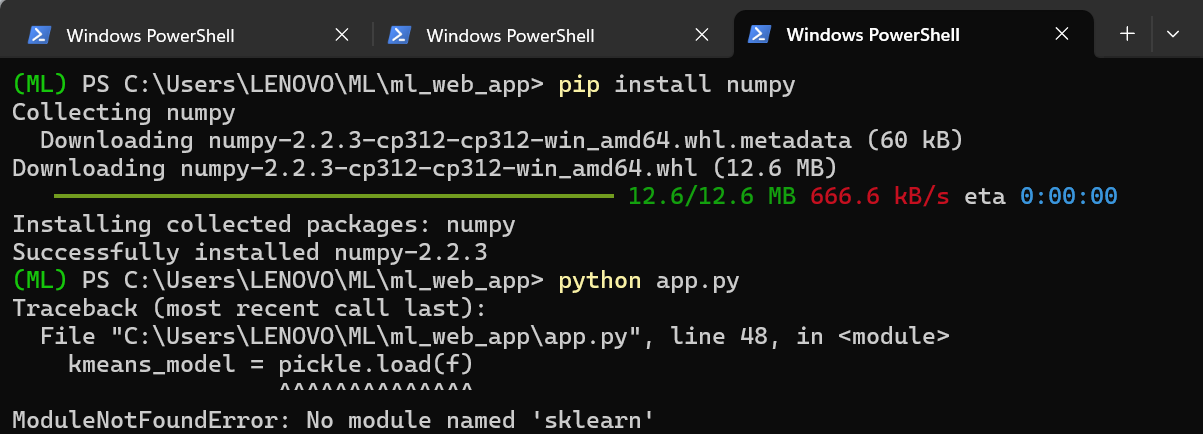 Windows PowerShell
Windows PowerShell
Windows PowerShell
(ML) PS C:\Users\LENOVO\ML\ml_web_app> pip install numpy
Collecting numpy
  Downloading numpy-2.2.3-cp312-cp312-win_amd64.whl.metadata (60 kB)
Downloading numpy-2.2.3-cp312-cp312-win_amd64.whl (12.6 MB)
12.6/12.6 MB 666.6 kB/s eta 0:00:00
Installing collected packages: numpy
Successfully installed numpy-2.2.3
(ML) PS C:\Users\LENOVO\ML\ml_web_app> python app.py
Traceback (most recent call last):
  File "C:\Users\LENOVO\ML\ml_web_app\app.py", line 48, in <module>
    kmeans_model = pickle.load(f)
                   ^^^^^^^^^^^^^^
ModuleNotFoundError: No module named 'sklearn'